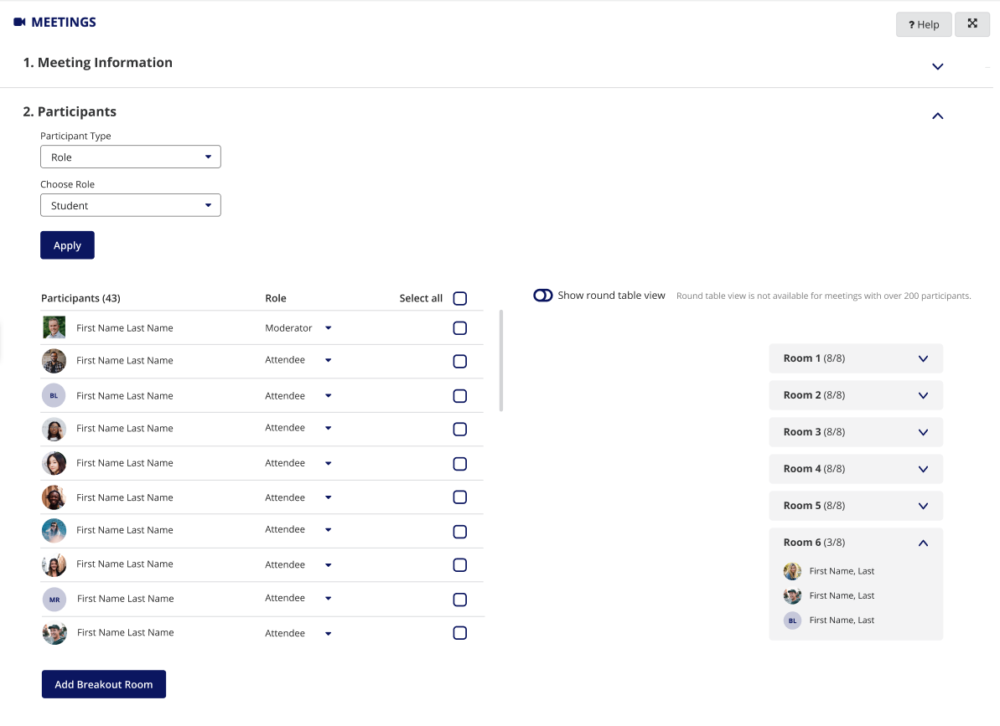 MEETINGS
? Help
1. Meeting Information
2. Participants
Participant Type
Role
Choose Role
Student
Apply
Participants (43) Role Select all
First Name Last Name Moderator
First Name Last Name Attendee
BL First Name Last Name Attendee
First Name Last Name Attendee
First Name Last Name Attendee
First Name Last Name Attendee
First Name Last Name Attendee
First Name Last Name Attendee
MR First Name Last Name Attendee
First Name Last Name Attendee
Add Breakout Room
Show round table view Round table view is not available for meetings with over 200 participants.
Room 1 (8/8)
Room 2 (8/8)
Room 3 (8/8)
Room 4 (8/8)
Room 5 (8/8)
Room 6 (3/8)
First Name, Last
First Name, Last
BL First Name, Last